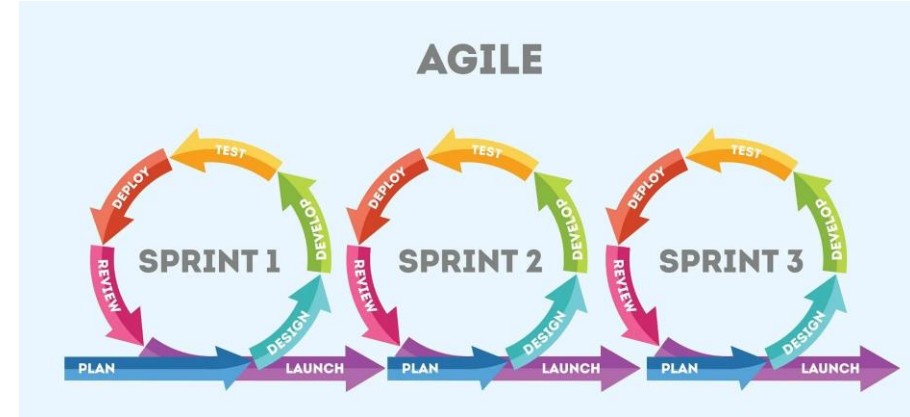 AGILE
SPRINT 1
PLAN
DESIGN
DEVELOP
TEST
DEPLOY
REVIEW
LAUNCH
SPRINT 2
PLAN
DESIGN
DEVELOP
TEST
DEPLOY
REVIEW
LAUNCH
SPRINT 3
PLAN
DESIGN
DEVELOP
TEST
DEPLOY
REVIEW
LAUNCH